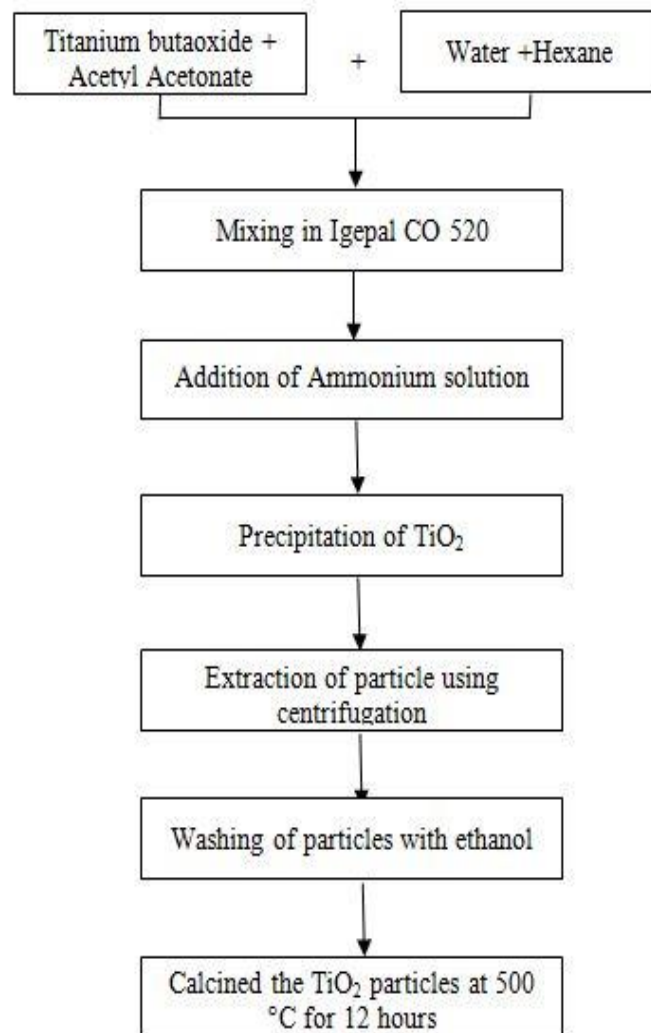 Titanium butaoxide +
Acetyl Acetonate
+
Water +Hexane
Mixing in Igepal CO 520
Addition of Ammonium solution
Precipitation of TiO₂
Extraction of particle using
centrifugation
Washing of particles with ethanol
Calcined the TiO₂ particles at 500
°C for 12 hours